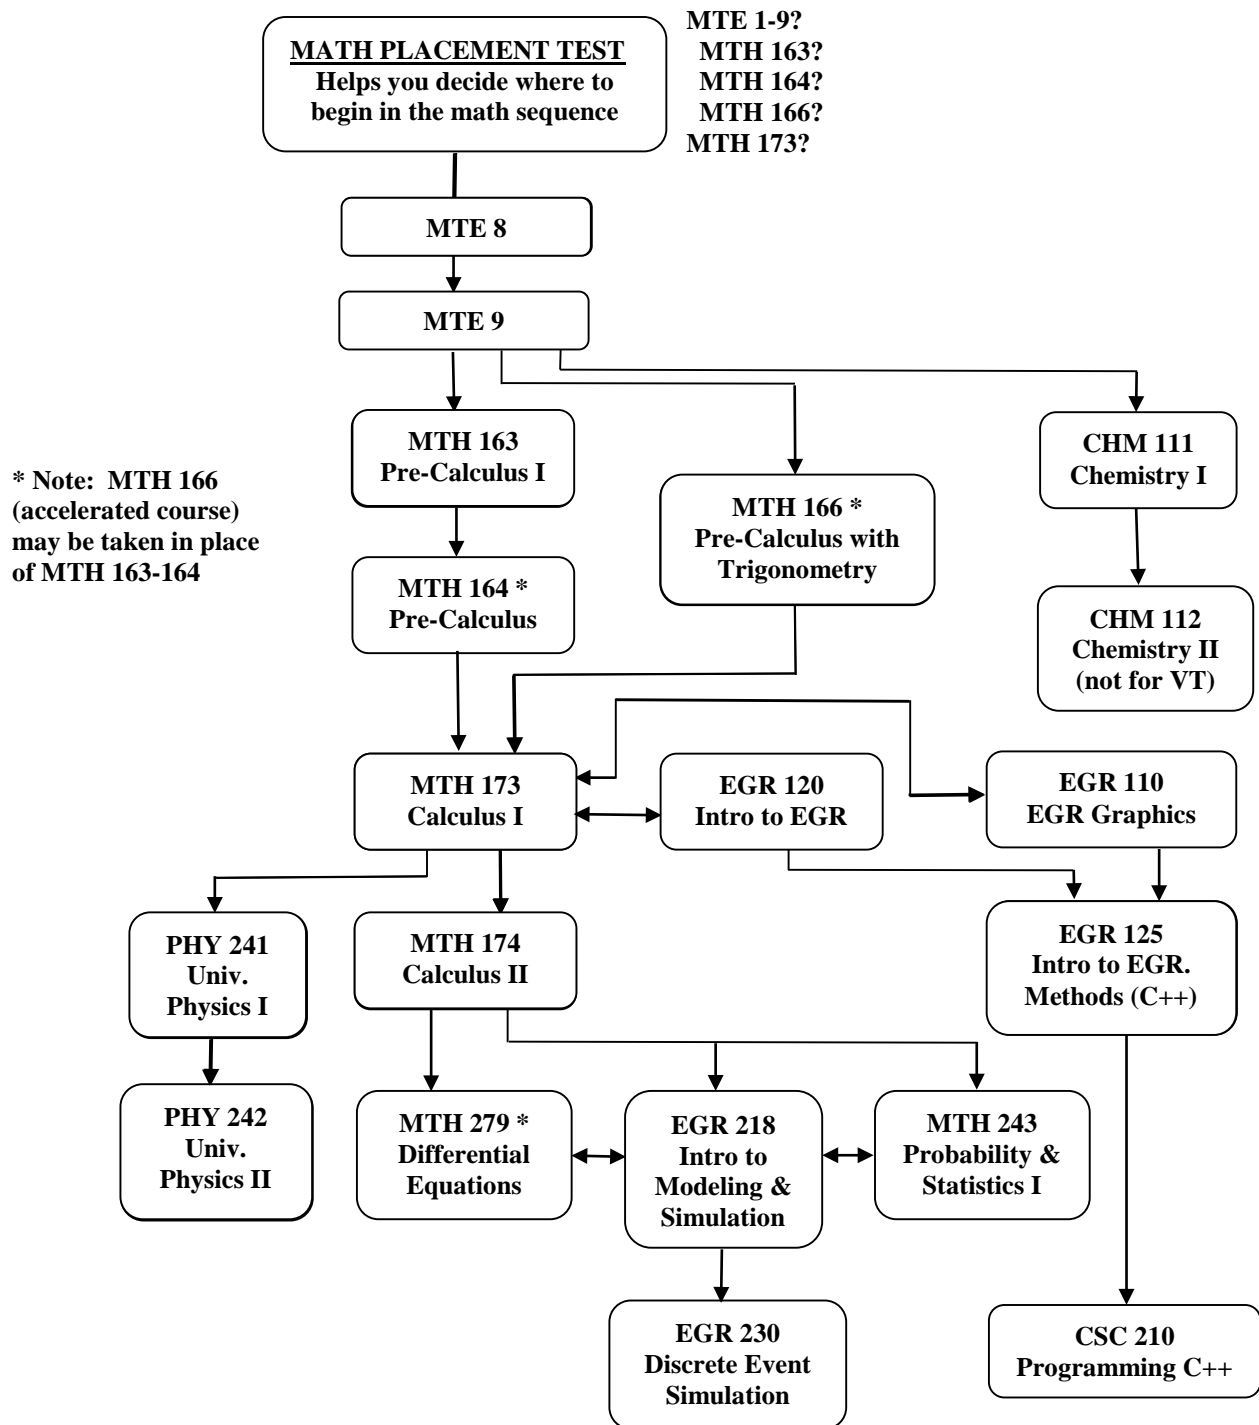 MATH PLACEMENT TEST
Helps you decide where to
begin in the math sequence
MTE 1-9?
MTH 163?
MTH 164?
MTH 166?
MTH 173?
MTE 8
MTE 9
MTH 163
Pre-Calculus I
* Note:  MTH 166
(accelerated course)
may be taken in place
of MTH 163-164
MTH 166 *
Pre-Calculus with
Trigonometry
CHM 111
Chemistry I
MTH 164 *
Pre-Calculus
CHM 112
Chemistry II
(not for VT)
MTH 173
Calculus I
EGR 120
Intro to EGR
EGR 110
EGR Graphics
PHY 241
Univ.
Physics I
MTH 174
Calculus II
EGR 125
Intro to EGR.
Methods (C++)
PHY 242
Univ.
Physics II
MTH 279 *
Differential
Equations
EGR 218
Intro to
Modeling &
Simulation
MTH 243
Probability &
Statistics I
EGR 230
Discrete Event
Simulation
CSC 210
Programming C++